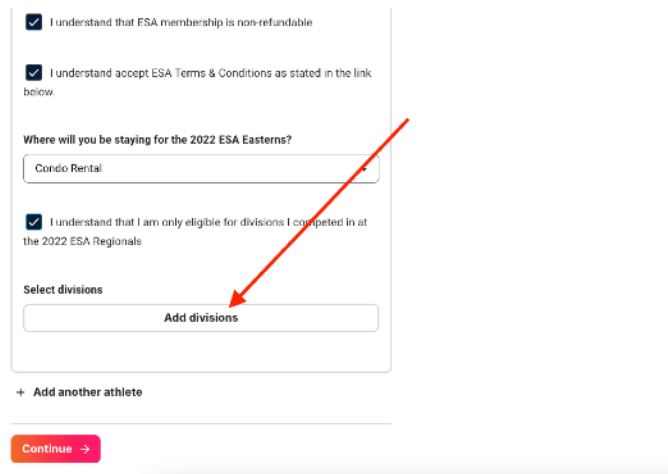 I understand that ESA membership is non-refundable
I understand accept ESA Terms & Conditions as stated in the link
below.
Where will you be staying for the 2022 ESA Easterns?
Condo Rental
I understand that I am only eligible for divisions I competed in at
the 2022 ESA Regionals
Select divisions
Add divisions
+ Add another athlete
Continue →